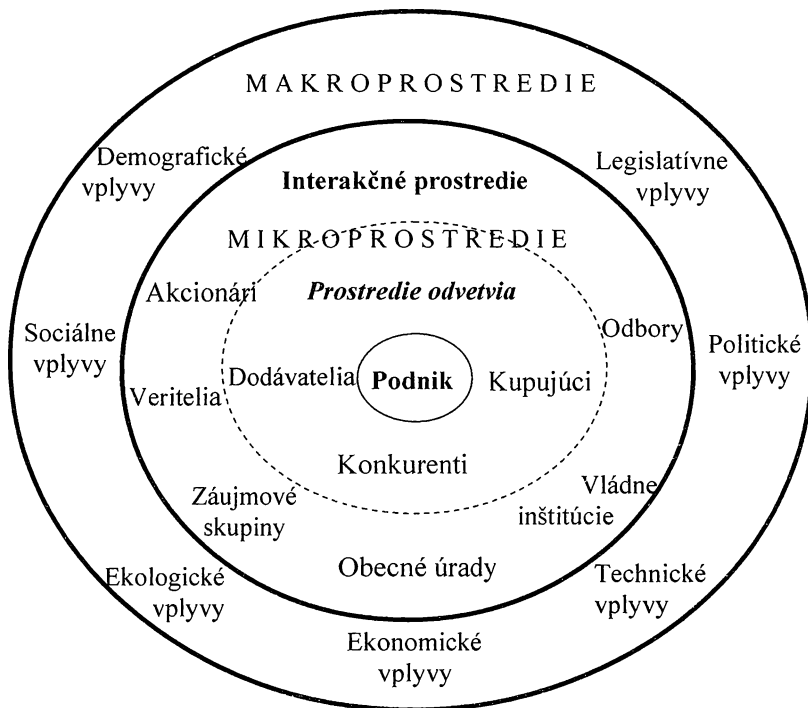 MAKROPROSTREDIE
Demografické
vplyvy
Legislatívne
vplyvy
Interakčné prostredie
MIKROPROSTREDIE
Akcionári
Prostredie odvetvia
Sociálne
vplyvy
Odbory
Politické
vplyvy
Dodávatelia
Podnik
Kupujúci
Veritelia
Konkurenti
Záujmové
skupiny
Vládne
inštitúcie
Obecné úrady
Ekologické
vplyvy
Technické
vplyvy
Ekonomické
vplyvy